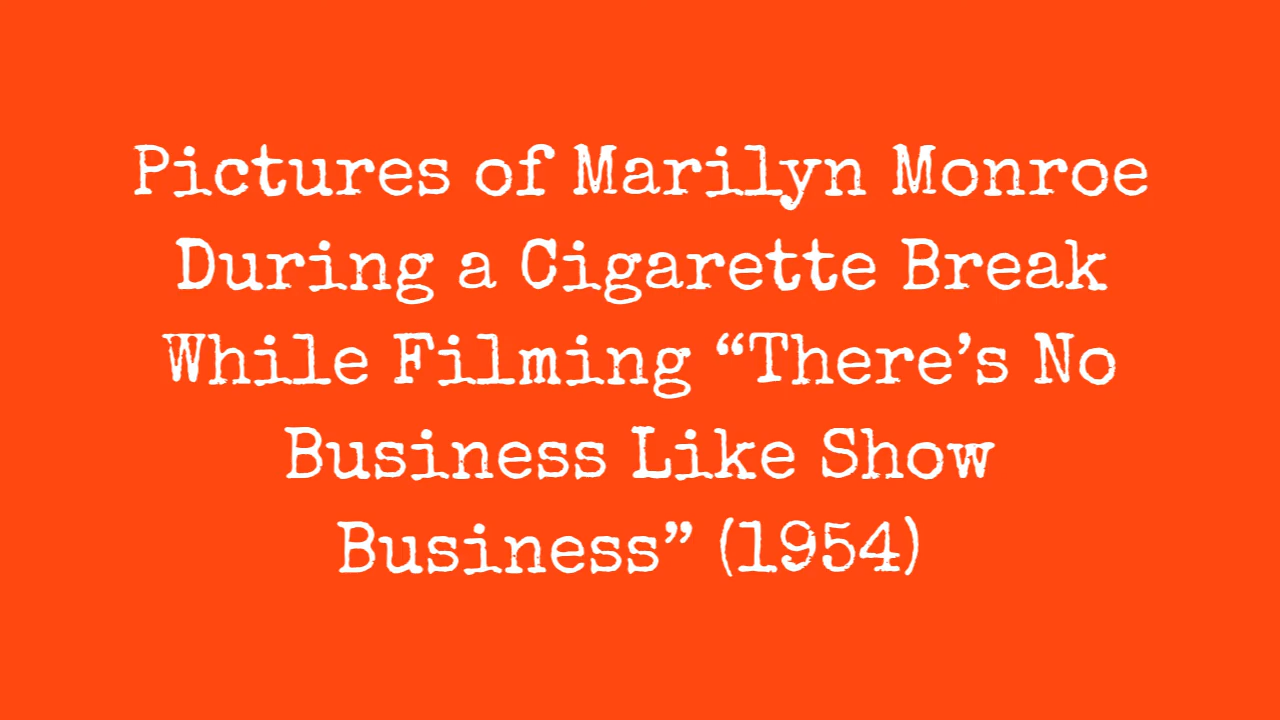 Pictures of Marilyn Monroe
During a Cigarette Break
While Filming “There’s No
Business Like Show
Business” (1954)